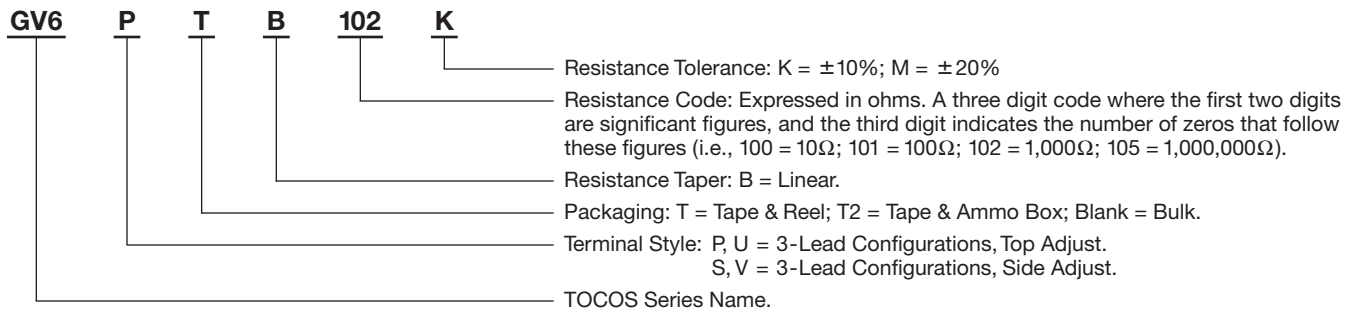 GV6 P T B 102 K
Resistance Tolerance: K = ±10%; M = ±20%
Resistance Code: Expressed in ohms. A three digit code where the first two digits
are significant figures, and the third digit indicates the number of zeros that follow
these figures (i.e., 100 = 10Ω; 101 = 100Ω; 102 = 1,000Ω; 105 = 1,000,000Ω).
Resistance Taper: B = Linear.
Packaging: T = Tape & Reel; T2 = Tape & Ammo Box; Blank = Bulk.
Terminal Style: P, U = 3-Lead Configurations, Top Adjust.
S, V = 3-Lead Configurations, Side Adjust.
TOCOS Series Name.